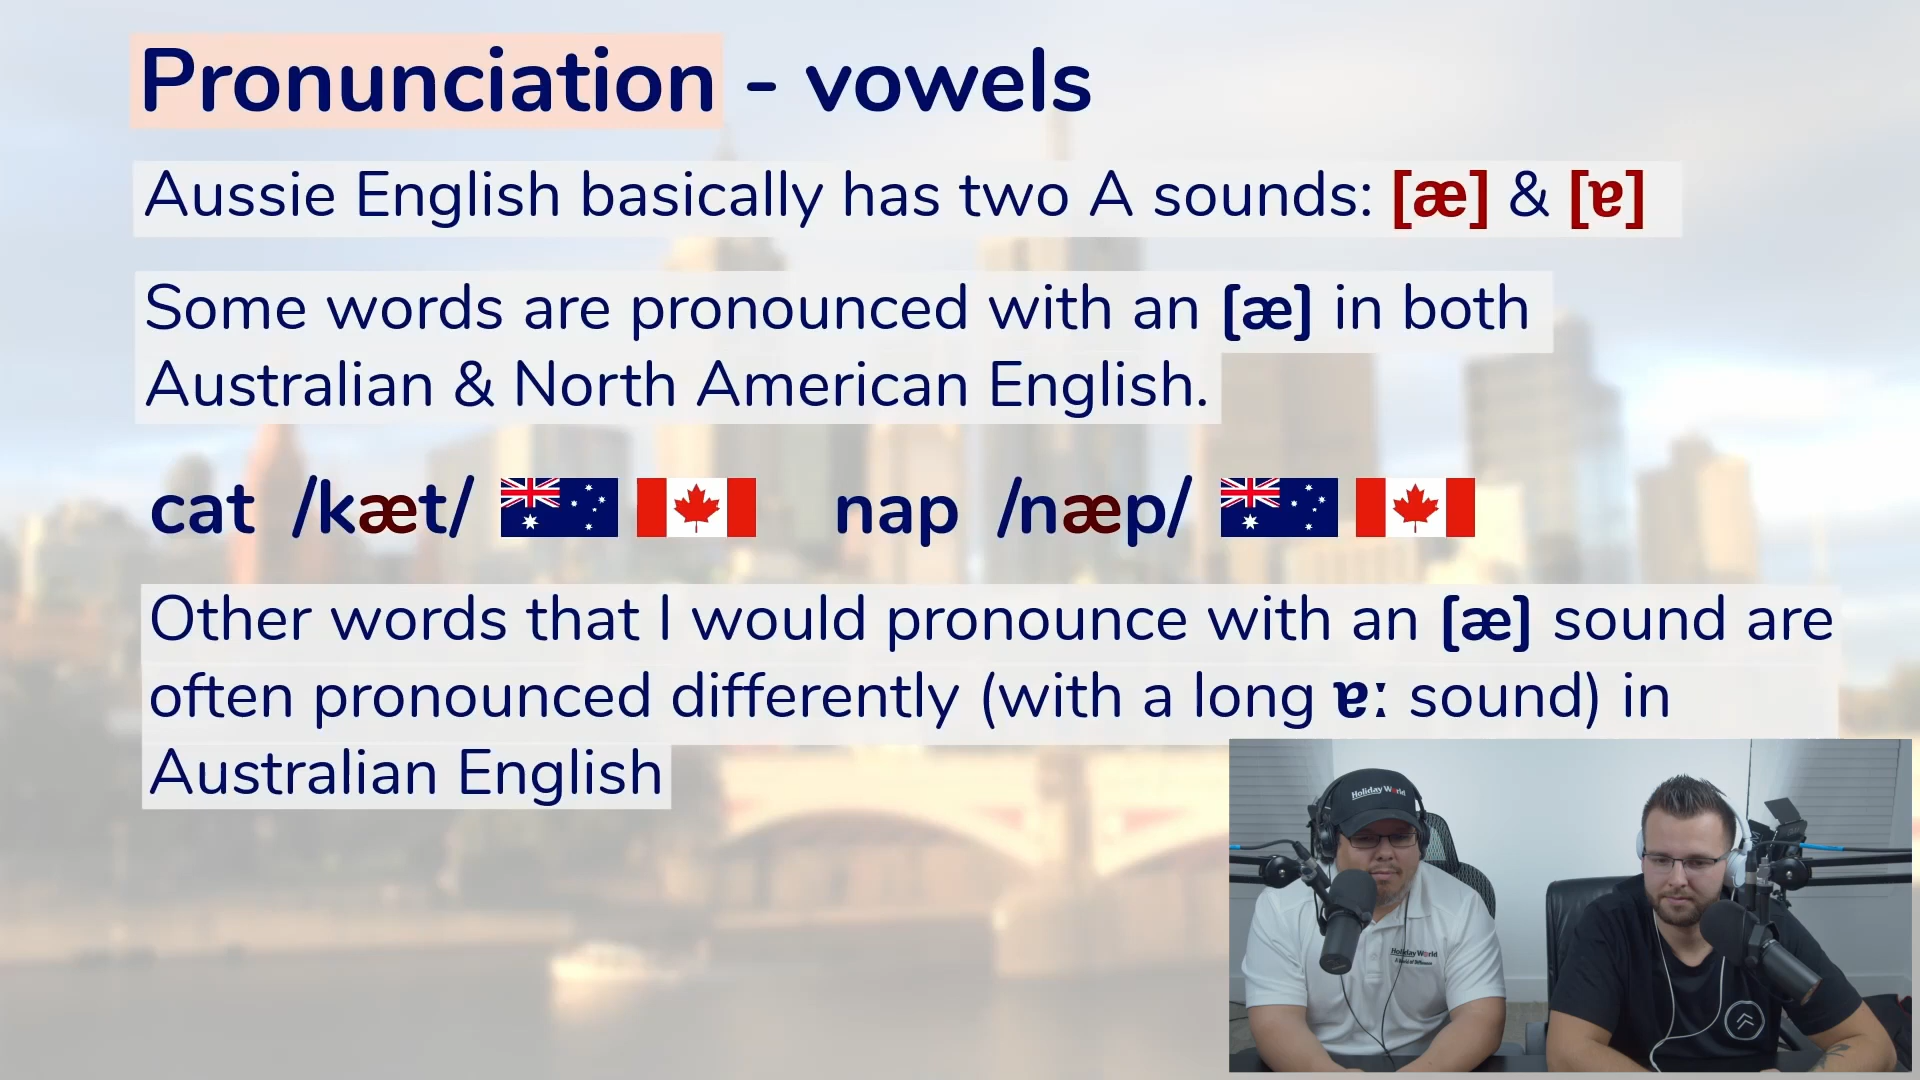 Pronunciation - vowels
Aussie English basically has two A sounds: [æ] & [ɐ]
Some words are pronounced with an [æ] in both
Australian & North American English.
cat /kæt/ nap /næp/
Other words that I would pronounce with an [æ] sound are
often pronounced differently (with a long ɐː sound) in
Australian English
Holiday World
Holiday World